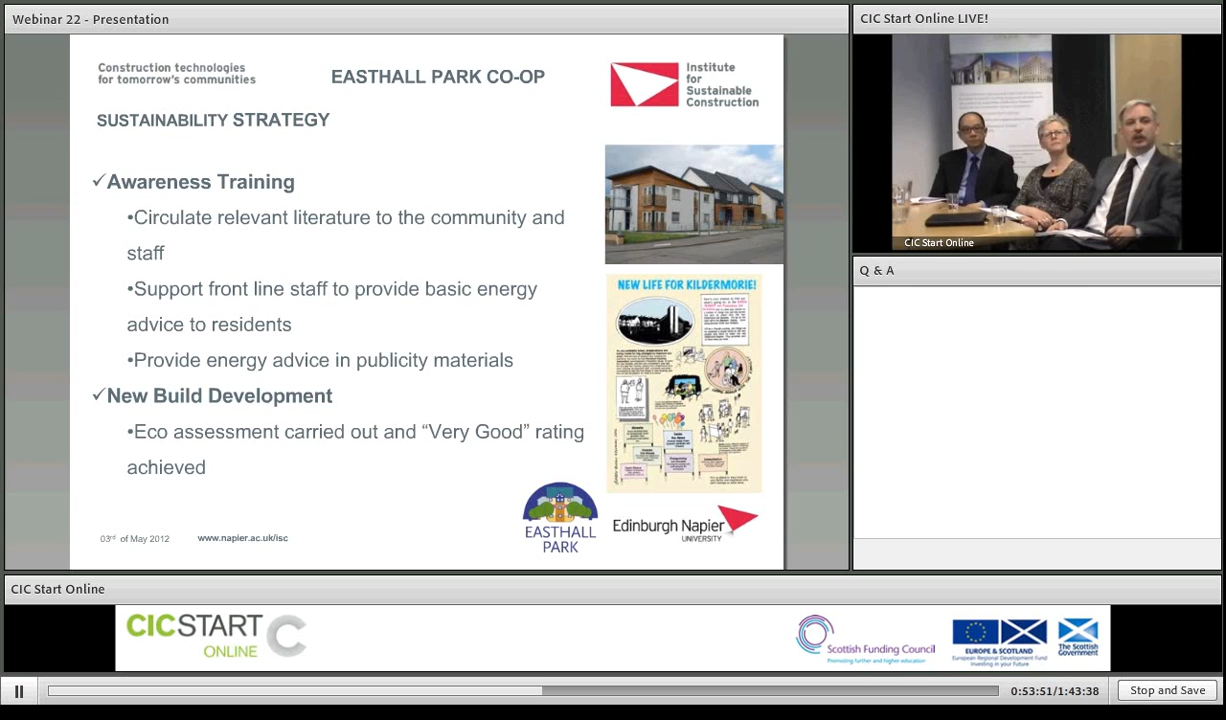 Webinar 22 - Presentation
CIC Start Online LIVE!
Construction technologies
for tomorrow's communities
EASTHALL PARK CO-OP
Institute
for
Sustainable
Construction
SUSTAINABILITY STRATEGY
✓Awareness Training
•Circulate relevant literature to the community and
staff
•Support front line staff to provide basic energy
advice to residents
•Provide energy advice in publicity materials
✓New Build Development
•Eco assessment carried out and “Very Good” rating
achieved
NEW LIFE FOR KILDERMORIE!
EASTHALL
PARK
Edinburgh Napier
UNIVERSITY
03rd of May 2012
www.napier.ac.uk/isc
CIC Start Online
Q & A
CIC Start Online
CICSTART
ONLINE
Scottish Funding Council
Promoting further and higher education
EUROPE & SCOTLAND
European Regional Development Fund
Investing in your Future
The Scottish
Government
0:53:51/1:43:38
Stop and Save